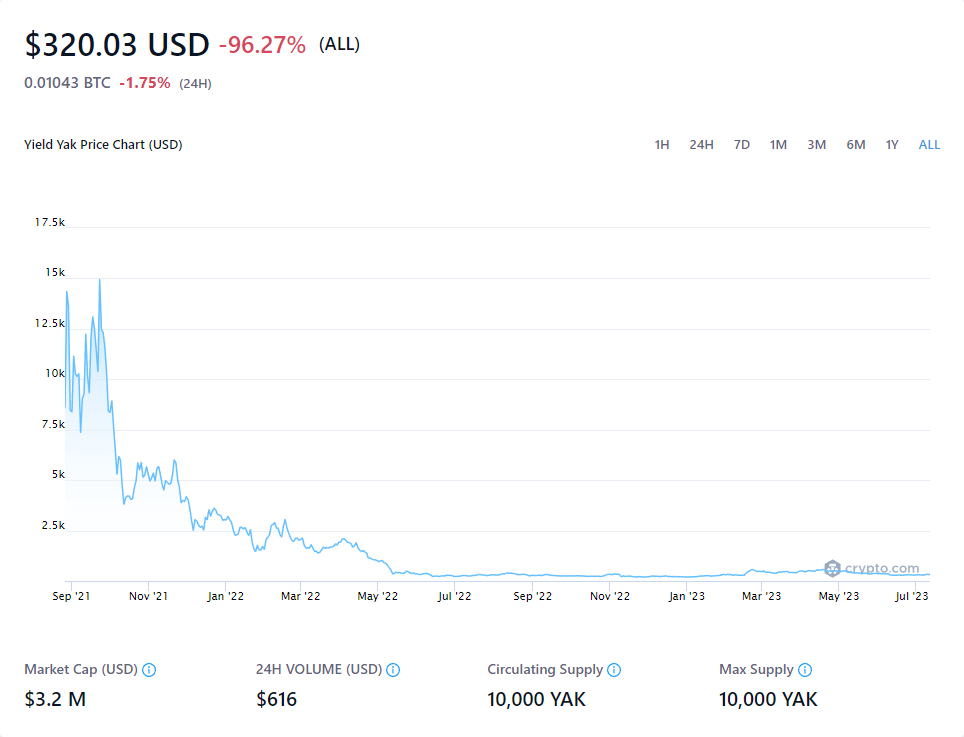 $320.03 USD -96.27% (ALL)
0.01043 BTC -1.75% (24H)
Yield Yak Price Chart (USD) 1H 24H 7D 1M 3M 6M 1Y ALL
17.5k
15k
12.5k
10k
7.5k
5k
2.5k
crypto.com
Sep '21 Nov '21 Jan '22 Mar '22 May '22 Jul '22 Sep '22 Nov '22 Jan '23 Mar '23 May '23 Jul '23
Market Cap (USD) 24H VOLUME (USD) Circulating Supply Max Supply
$3.2 M $616 10,000 YAK 10,000 YAK